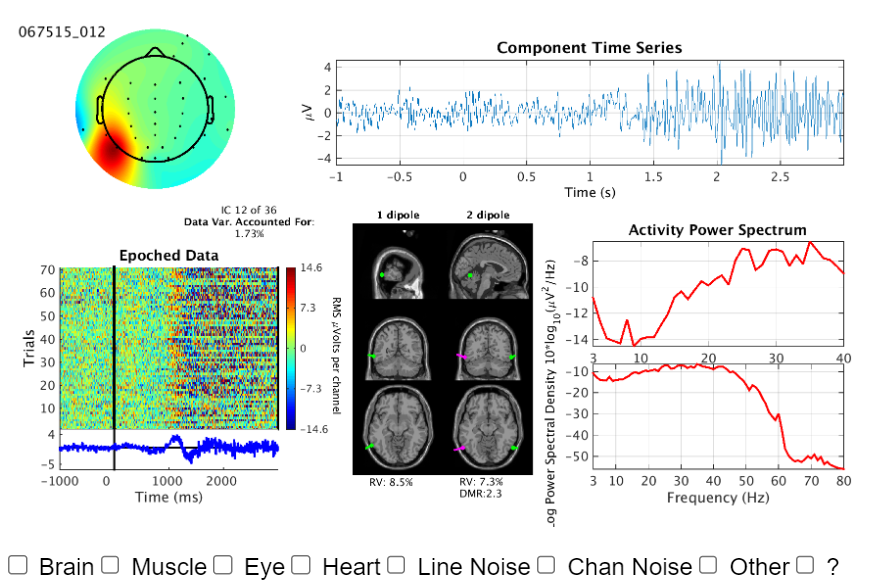 067515_012
Component Time Series
μV
4
2
0
-2
-4
-1
-0.5
0
0.5
1
1.5
2
2.5
Time (s)
IC 12 of 36
Data Var. Accounted For:
1.73%
Epoched Data
Trials
70
60
50
40
30
20
10
4
-5
-1000
0
1000
2000
Time (ms)
14.6
7.3
0
-7.3
-14.6
RMS μVolts per channel
1 dipole
2 dipole
RV: 8.5%
RV: 7.3%
DMR:2.3
Activity Power Spectrum
-8
-10
-12
-14
3
10
20
30
40
-10
-20
-30
-40
-50
3 10 20 30 40 50 60 70 80
Frequency (Hz)
og Power Spectral Density 10*log10(μV2/Hz)
Brain Muscle Eye Heart Line Noise Chan Noise Other ?